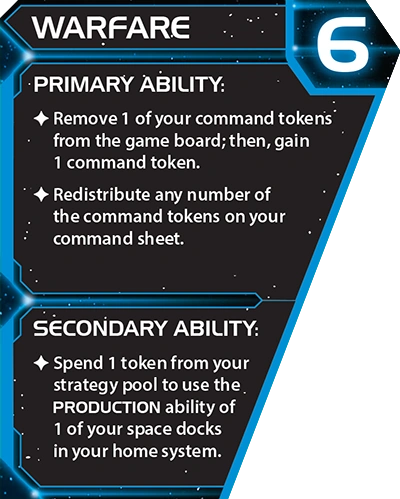 WARFARE
6
PRIMARY ABILITY:
Remove 1 of your command tokens
from the game board; then, gain
1 command token.
Redistribute any number of
the command tokens on your
command sheet.
SECONDARY ABILITY:
Spend 1 token from your
strategy pool to use the
PRODUCTION ability of
1 of your space docks
in your home system.